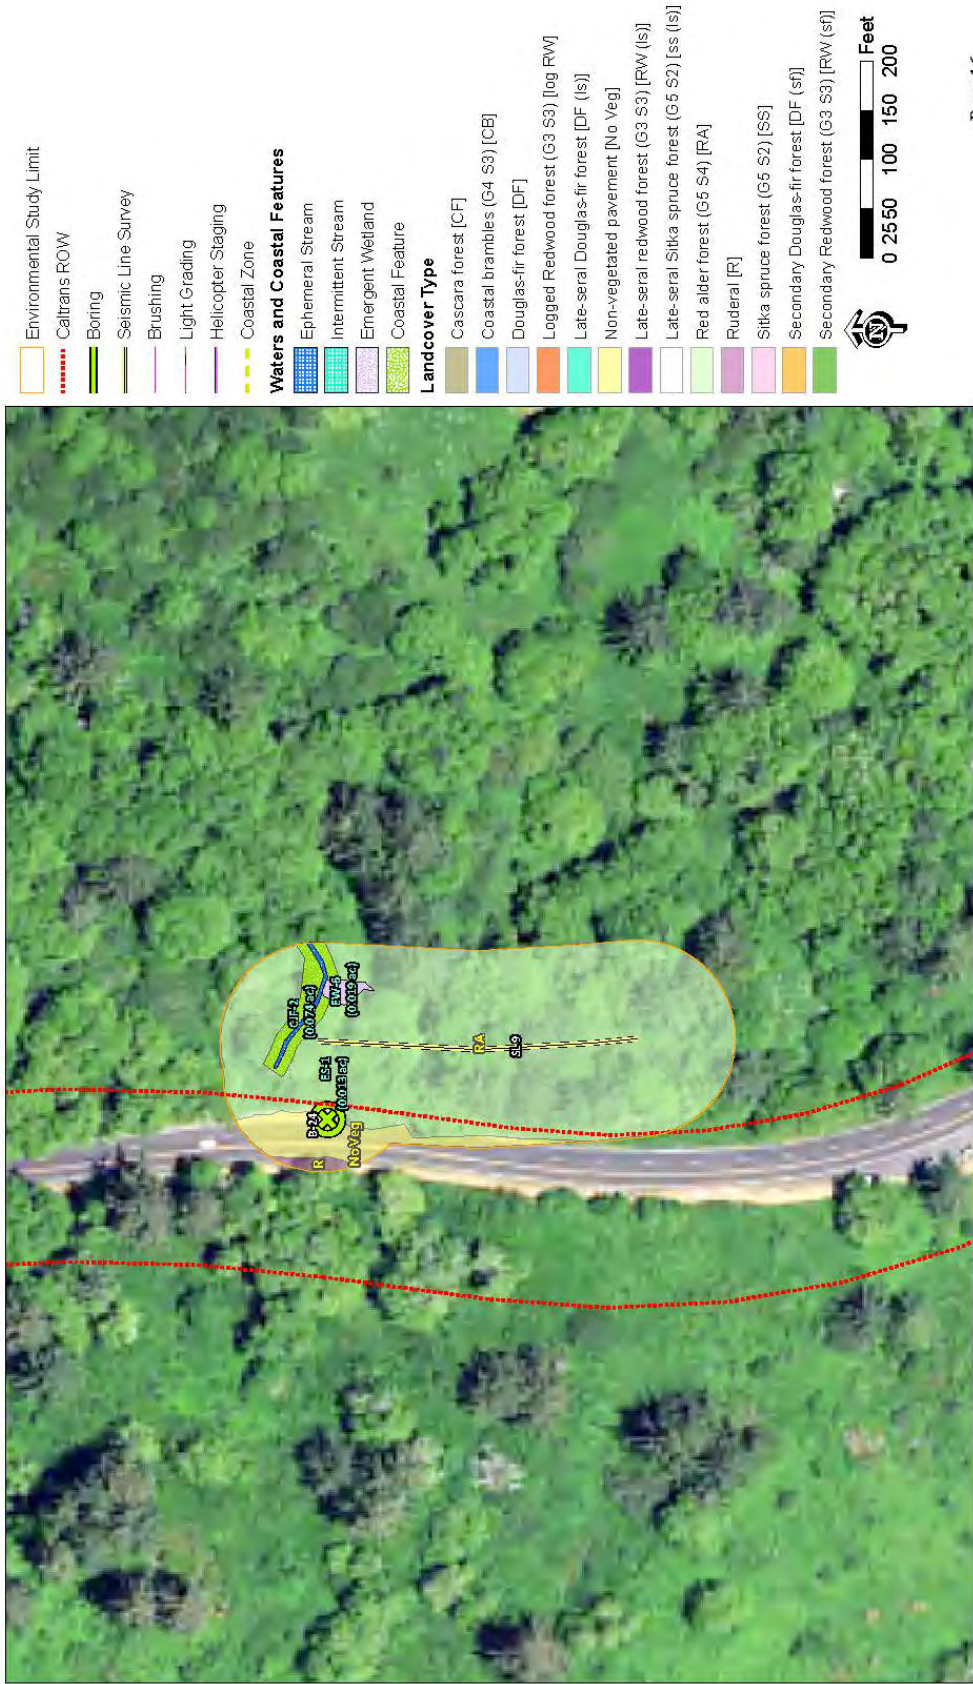 Environmental Study Limit
Caltrans ROW
Boring
Seismic Line Survey
Brushing
Light Grading
Helicopter Staging
Coastal Zone
Waters and Coastal Features
Ephemeral Stream
Intermittent Stream
Emergent Wetland
Coastal Feature
Landcover Type
Cascara forest [CF]
Coastal brambles (G4 S3) [CB]
Douglas-fir forest [DF]
Logged Redwood forest (G3 S3) [log RW]
Late-seral Douglas-fir forest [DF (ls)]
Non-vegetated pavement [No Veg]
Late-seral redwood forest (G3 S3) [RW (ls)]
Late-seral Sitka spruce forest (G5 S2) [ss (ls)]
Red alder forest (G5 S4) [RA]
Ruderal [R]
Sitka spruce forest (G5 S2) [SS]
Secondary Douglas-fir forest [DF (sf)]
Secondary Redwood forest (G3 S3) [RW (sf)]
N
0 25 50 100 150 200
Feet
CJF-2
(0.074 ac)
EW-5
(0.019 ac)
ES-1
(0.013 ac)
B-24
R
No Veg
RA
SL-9